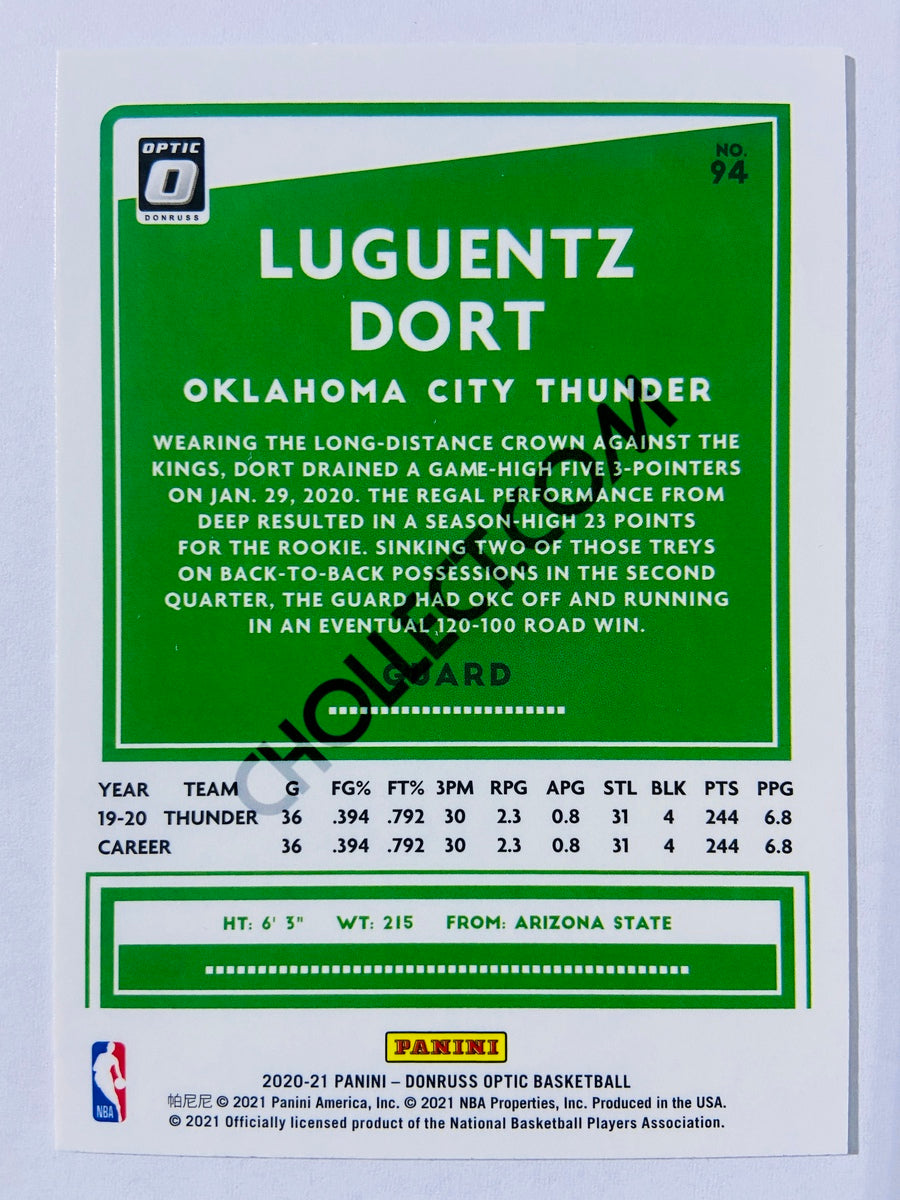 OPTIC
O
DONRUSS
NO.
94
LUGUENTZ
DORT
OKLAHOMA CITY THUNDER
WEARING THE LONG-DISTANCE CROWN AGAINST THE
KINGS, DORT DRAINED A GAME-HIGH FIVE 3-POINTERS
ON JAN. 29, 2020. THE REGAL PERFORMANCE FROM
DEEP RESULTED IN A SEASON-HIGH 23 POINTS
FOR THE ROOKIE. SINKING TWO OF THOSE TREYS
ON BACK-TO-BACK POSSESSIONS IN THE SECOND
QUARTER, THE GUARD HAD OKC OFF AND RUNNING
IN AN EVENTUAL 120-100 ROAD WIN.
GUARD
CHOLLECT.COM
YEAR TEAM G FG% FT% 3PM RPG APG STL BLK PTS PPG
19-20 THUNDER 36 .394 .792 30 2.3 0.8 31 4 244 6.8
CAREER 36 .394 .792 30 2.3 0.8 31 4 244 6.8
HT: 6' 3" WT: 215 FROM: ARIZONA STATE
PANINI
NBA
2020-21 PANINI – DONRUSS OPTIC BASKETBALL
帕尼尼 © 2021 Panini America, Inc. © 2021 NBA Properties, Inc. Produced in the USA.
© 2021 Officially licensed product of the National Basketball Players Association.